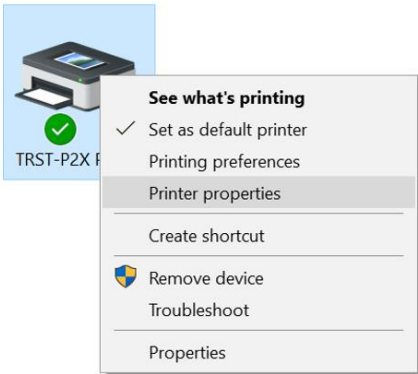 See what's printing
Set as default printer
TRST-P2X
Printing preferences
Printer properties
Create shortcut
Remove device
Troubleshoot
Properties